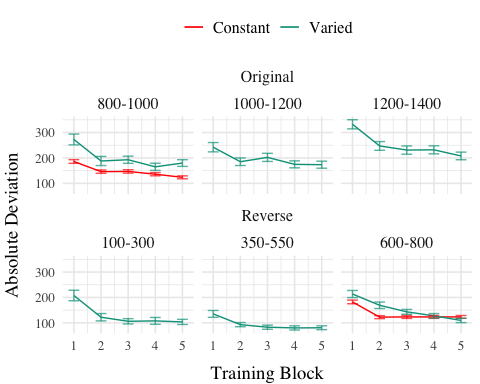 Constant Varied
Original
800-1000 1000-1200 1200-1400
300
200
100
Absolute Deviation
Reverse
100-300 350-550 600-800
300
200
100
1 2 3 4 5 1 2 3 4 5 1 2 3 4 5
Training Block